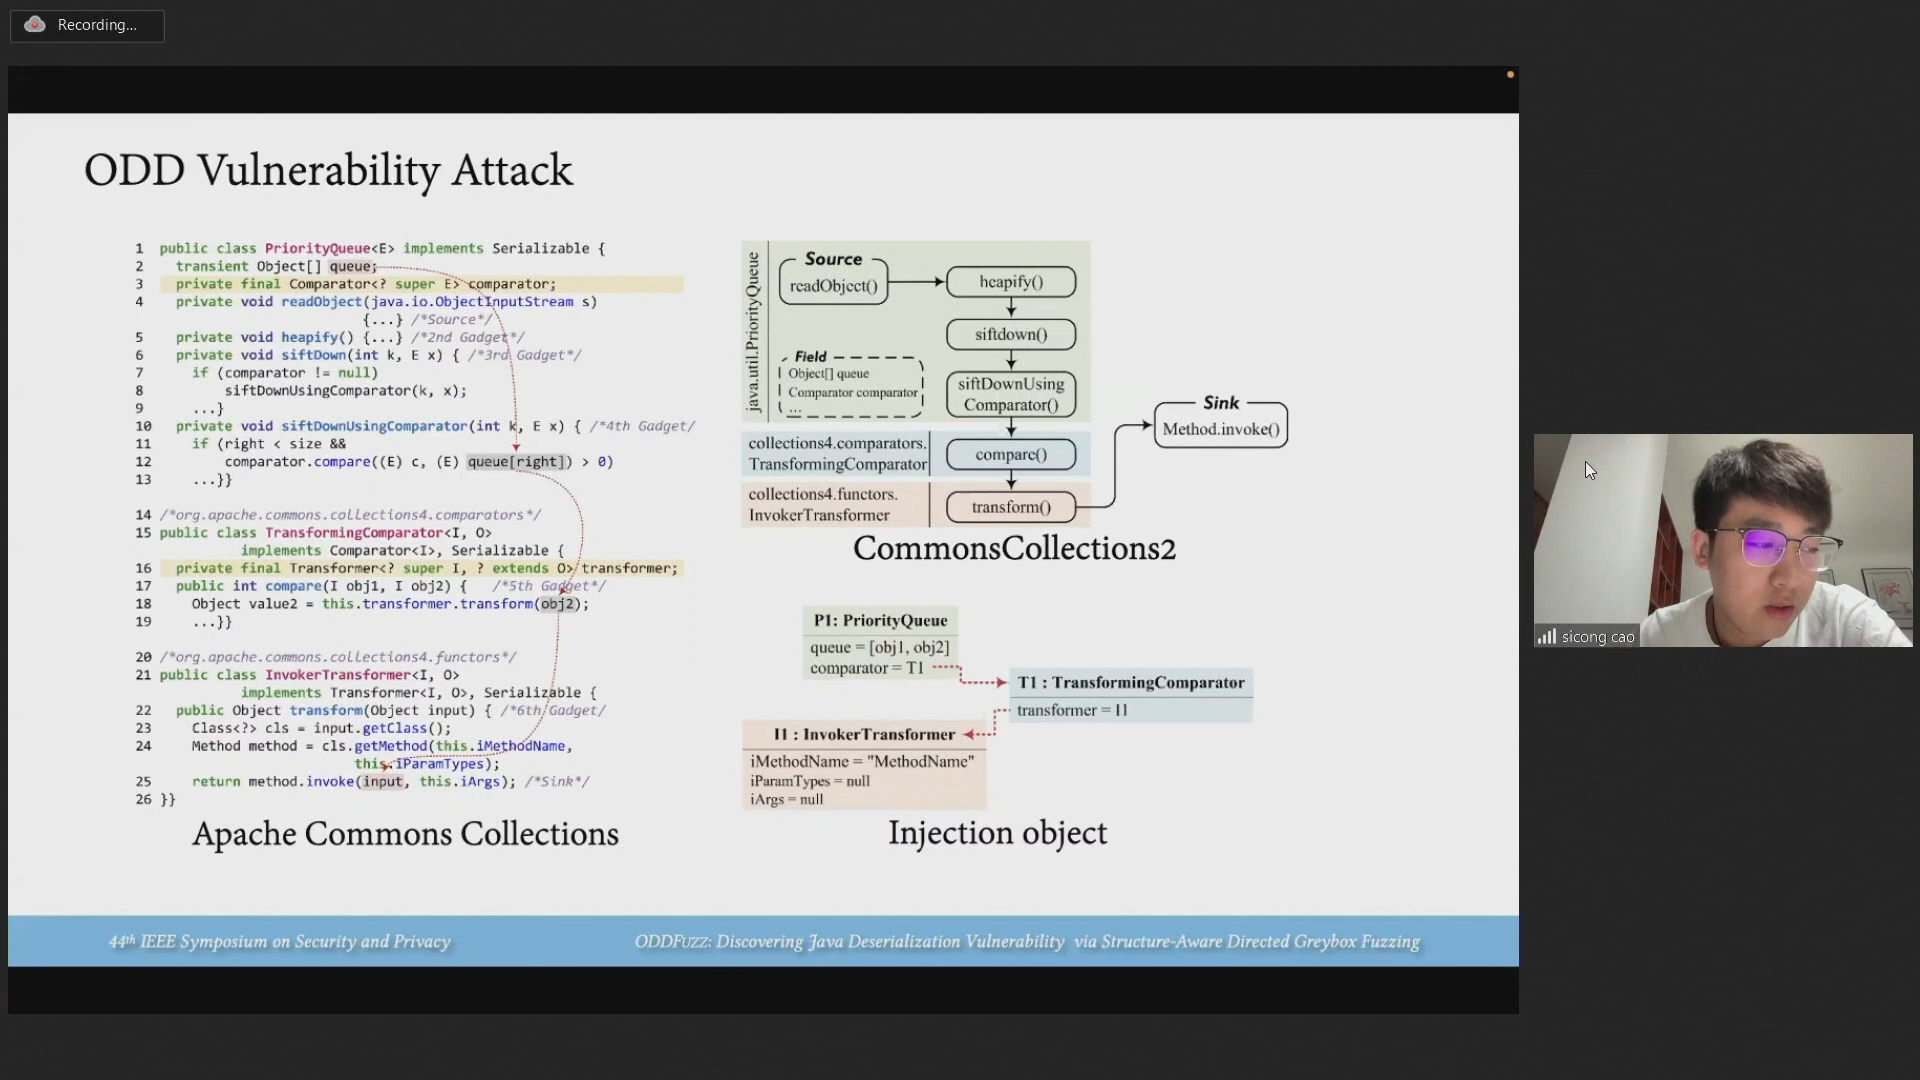 Recording...
ODD Vulnerability Attack
1 public class PriorityQueue<E> implements Serializable {
2 transient Object[] queue;
3 private final Comparator<? super E> comparator;
4 private void readObject(java.io.ObjectInputStream s)
{...} /*Source*/
5 private void heapify() {...} /*2nd Gadget*/
6 private void siftDown(int k, E x) { /*3rd Gadget*/
7 if (comparator != null)
8 siftDownUsingComparator(k, x);
9 ...}
10 private void siftDownUsingComparator(int k, E x) { /*4th Gadget/
11 if (right < size &&
12 comparator.compare((E) c, (E) queue[right]) > 0)
13 ...}}
14 /*org.apache.commons.collections4.comparators*/
15 public class TransformingComparator<I, O>
implements Comparator<I>, Serializable {
16 private final Transformer<? super I, ? extends O> transformer;
17 public int compare(I obj1, I obj2) { /*5th Gadget*/
18 Object value2 = this.transformer.transform(obj2);
19 ...}}
20 /*org.apache.commons.collections4.functors*/
21 public class InvokerTransformer<I, O>
implements Transformer<I, O>, Serializable {
22 public Object transform(Object input) { /*6th Gadget/
23 Class<?> cls = input.getClass();
24 Method method = cls.getMethod(this.iMethodName,
this.iParamTypes);
25 return method.invoke(input, this.iArgs); /*Sink*/
26 }}
Apache Commons Collections
java.util.PriorityQueue
Source
readObject()
heapify()
siftdown()
Field
Object[] queue
Comparator comparator
...
siftDownUsing
Comparator()
Sink
Method.invoke()
collections4.comparators.
TransformingComparator
compare()
collections4.functors.
InvokerTransformer
transform()
CommonsCollections2
P1: PriorityQueue
queue = [obj1, obj2]
comparator = T1
T1 : TransformingComparator
transformer = I1
I1 : InvokerTransformer
iMethodName = "MethodName"
iParamTypes = null
iArgs = null
Injection object
44th IEEE Symposium on Security and Privacy
ODDFUZZ: Discovering Java Deserialization Vulnerability via Structure-Aware Directed Greybox Fuzzing
sicong cao